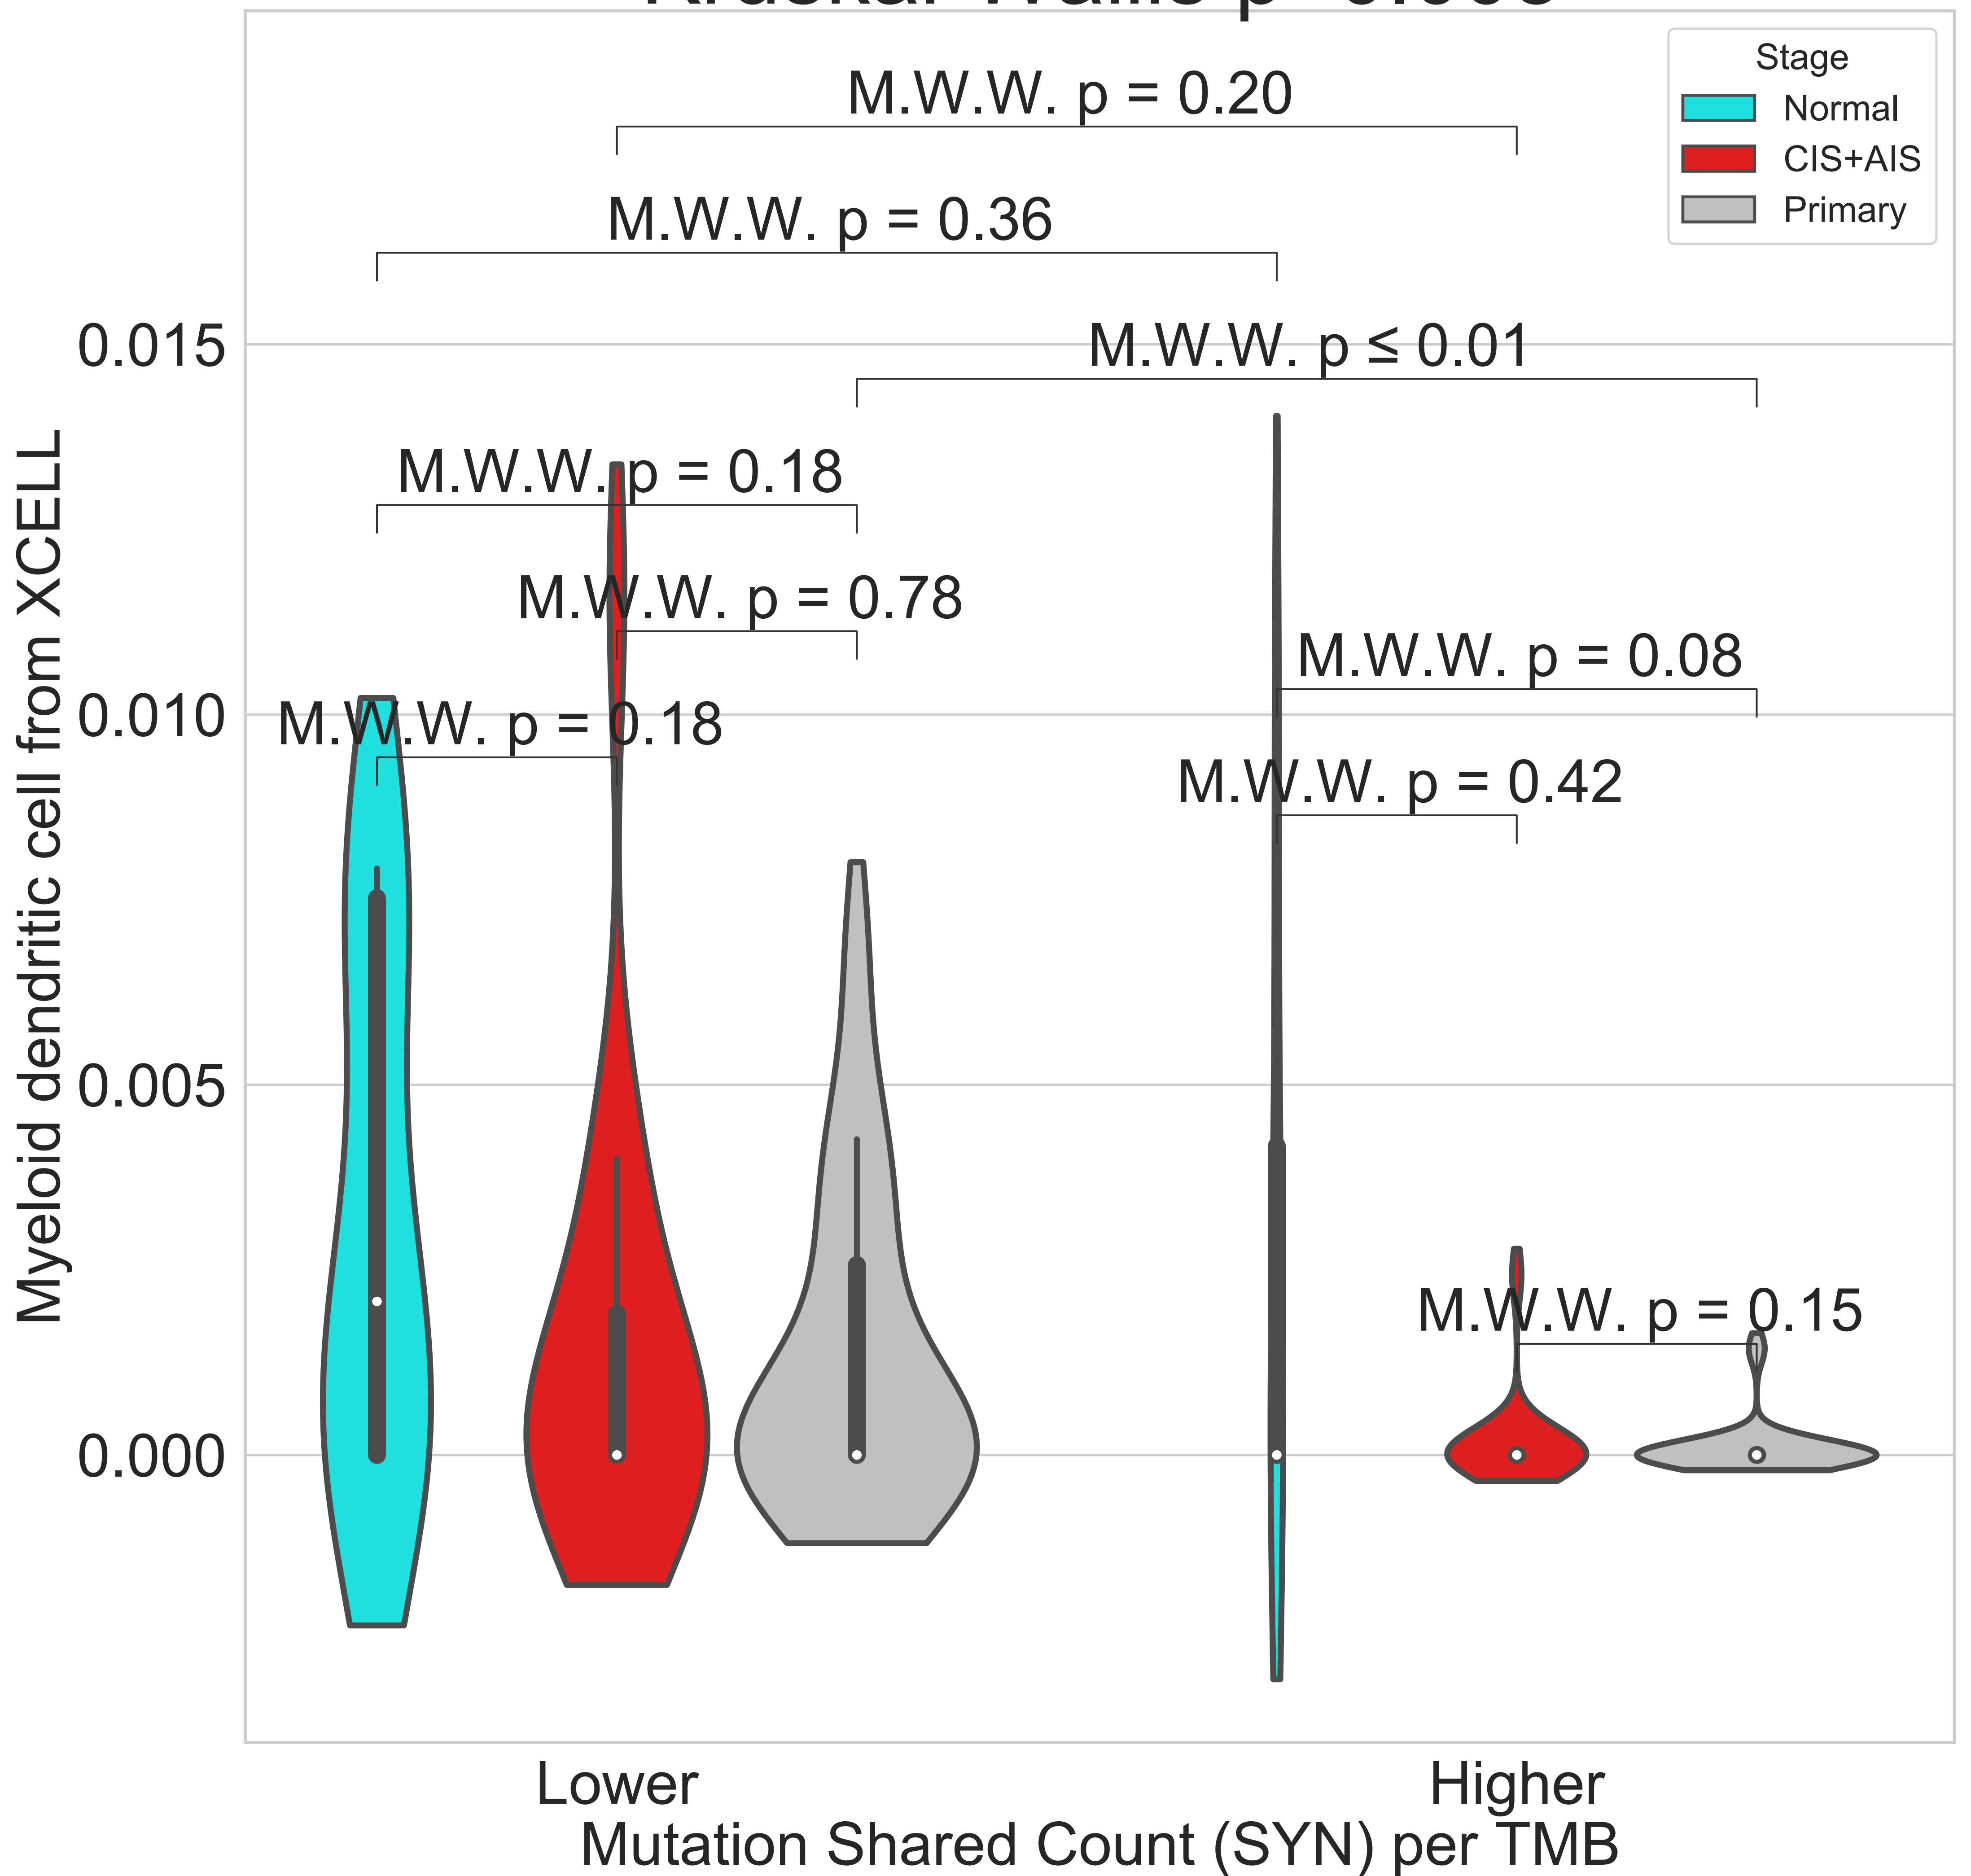 Stage
Normal
CIS+AIS
Primary
M.W.W. p = 0.20
M.W.W. p = 0.36
M.W.W. p ≤ 0.01
M.W.W. p = 0.18
M.W.W. p = 0.78
M.W.W. p = 0.08
M.W.W. p = 0.18
M.W.W. p = 0.42
M.W.W. p = 0.15
0.015
0.010
0.005
0.000
Myeloid dendritic cell from XCELL
Lower
Higher
Mutation Shared Count (SYN) per TMB